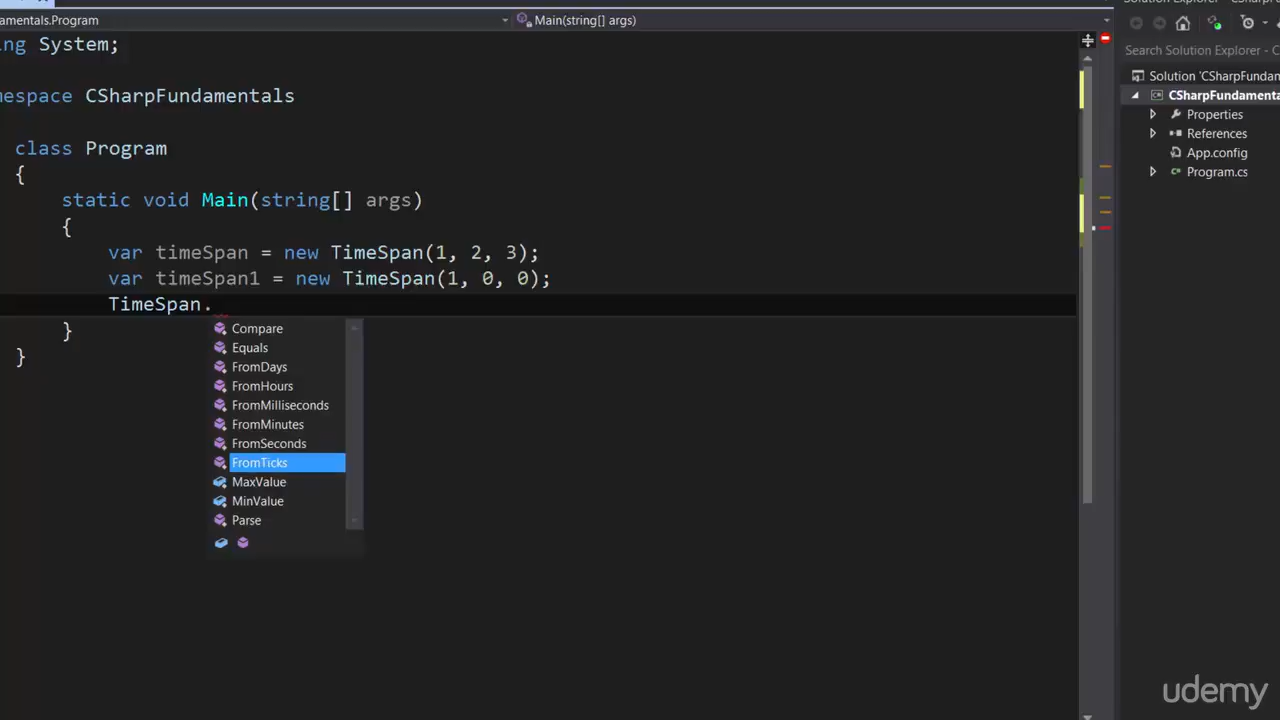 amentals.Program
Main(string[] args)
ng System;
espace CSharpFundamentals
class Program
{
static void Main(string[] args)
{
var timeSpan = new TimeSpan(1, 2, 3);
var timeSpan1 = new TimeSpan(1, 0, 0);
TimeSpan.
Compare
Equals
FromDays
FromHours
FromMilliseconds
FromMinutes
FromSeconds
FromTicks
MaxValue
MinValue
Parse
}
}
Search Solution Explorer - C
Solution 'CSharpFundam
CSharpFundamenta
Properties
References
App.config
Program.cs
udemy